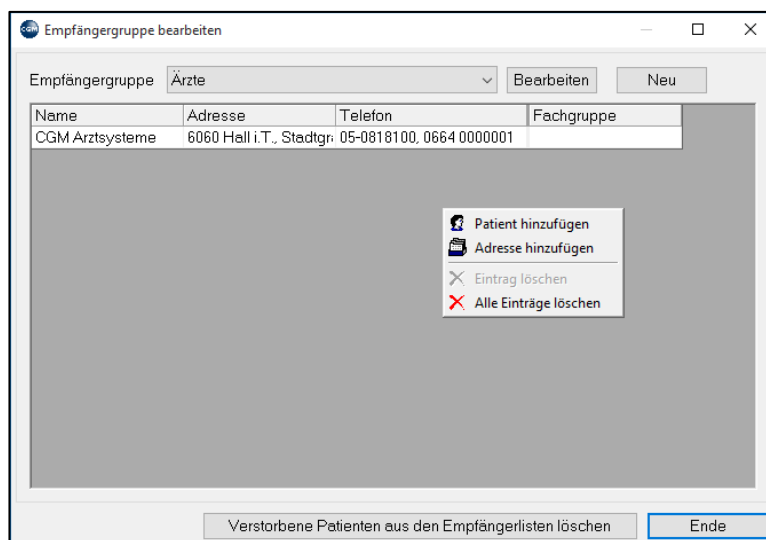 CGM Empfängergruppe bearbeiten
Empfängergruppe Ärzte Bearbeiten Neu
Name Adresse Telefon Fachgruppe
CGM Arztsysteme 6060 Hall i.T., Stadtgr 05-0818100, 0664 0000001
Patient hinzufügen
Adresse hinzufügen
Eintrag löschen
Alle Einträge löschen
Verstorbene Patienten aus den Empfängerlisten löschen Ende